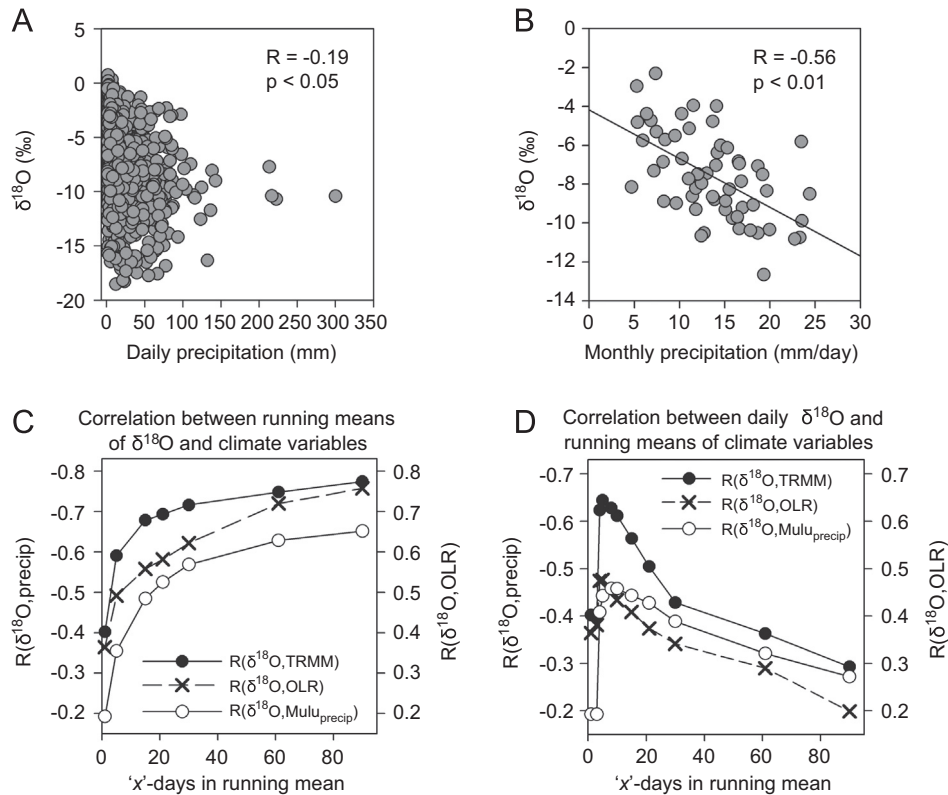 A
R = -0.19
p < 0.05
5
0
-5
-10
-15
-20
δ18O (‰)
0 50 100 150 200 250 300 350
Daily precipitation (mm)
B
R = -0.56
p < 0.01
0
-2
-4
-6
-8
-10
-12
-14
δ18O (‰)
0 5 10 15 20 25 30
Monthly precipitation (mm/day)
C
Correlation between running means
of δ18O and climate variables
-0.8
-0.7
-0.6
-0.5
-0.4
-0.3
-0.2
R(δ18O,precip)
0.8
0.7
0.6
0.5
0.4
0.3
0.2
R(δ18O,OLR)
R(δ18O,TRMM)
R(δ18O,OLR)
R(δ18O,Muluprecip)
0 20 40 60 80
‘x’-days in running mean
D
Correlation between daily δ18O and
running means of climate variables
-0.7
-0.6
-0.5
-0.4
-0.3
-0.2
R(δ18O,precip)
0.7
0.6
0.5
0.4
0.3
0.2
R(δ18O,OLR)
R(δ18O,TRMM)
R(δ18O,OLR)
R(δ18O,Muluprecip)
0 20 40 60 80
‘x’-days in running mean